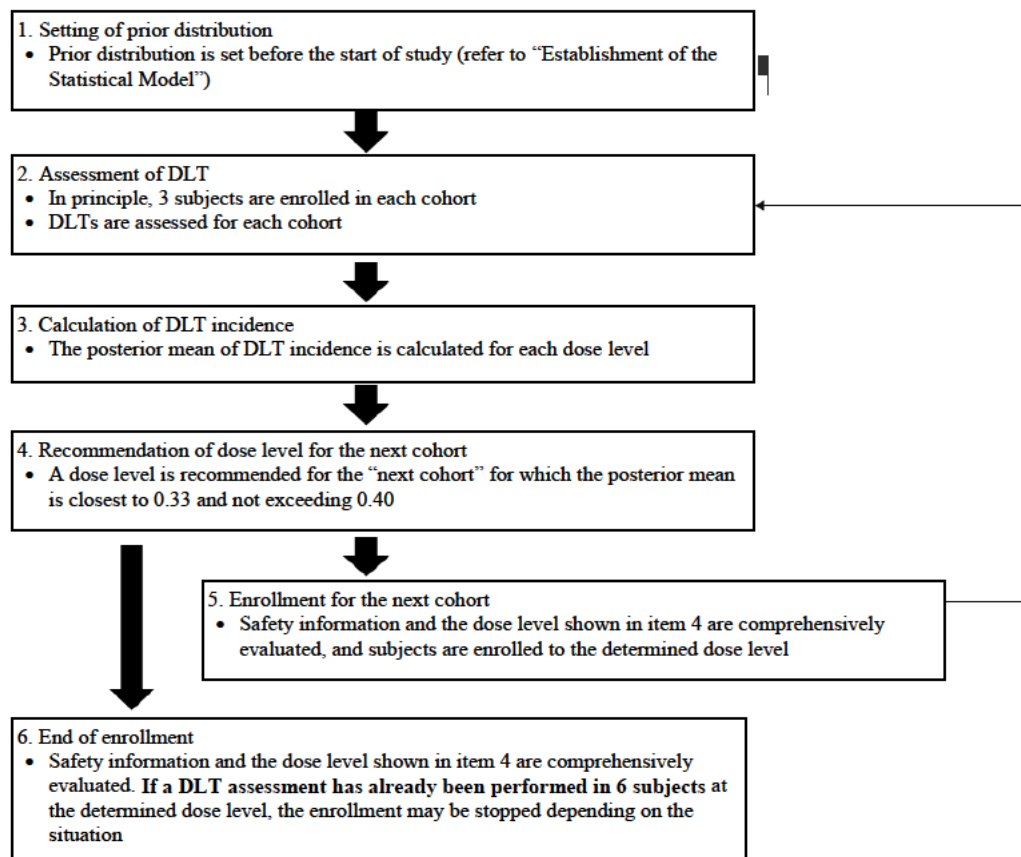 1. Setting of prior distribution
• Prior distribution is set before the start of study (refer to “Establishment of the
Statistical Model”)
2. Assessment of DLT
• In principle, 3 subjects are enrolled in each cohort
• DLTs are assessed for each cohort
3. Calculation of DLT incidence
• The posterior mean of DLT incidence is calculated for each dose level
4. Recommendation of dose level for the next cohort
• A dose level is recommended for the “next cohort” for which the posterior mean
is closest to 0.33 and not exceeding 0.40
5. Enrollment for the next cohort
• Safety information and the dose level shown in item 4 are comprehensively
evaluated, and subjects are enrolled to the determined dose level
6. End of enrollment
• Safety information and the dose level shown in item 4 are comprehensively
evaluated. If a DLT assessment has already been performed in 6 subjects at
the determined dose level, the enrollment may be stopped depending on the
situation